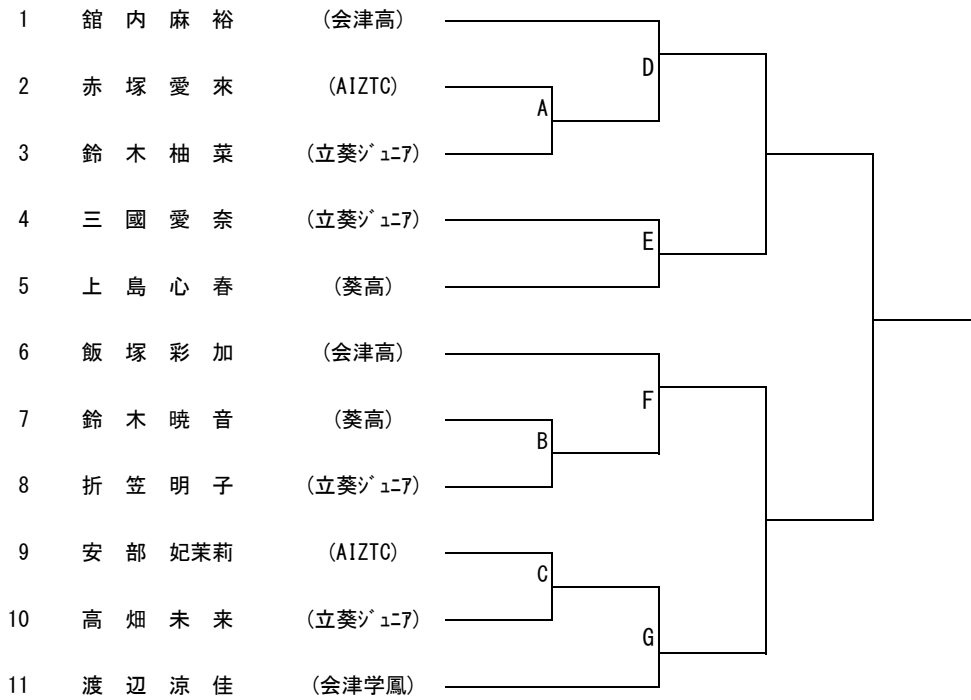 1 舘 内 麻 裕 (会津高)
D
2 赤 塚 愛 來 (AIZTC)
A
3 鈴 木 柚 菜 (立葵ｼﾞｭﾆｱ)
4 三 國 愛 奈 (立葵ｼﾞｭﾆｱ)
E
5 上 島 心 春 (葵高)
6 飯 塚 彩 加 (会津高)
F
7 鈴 木 暁 音 (葵高)
B
8 折 笠 明 子 (立葵ｼﾞｭﾆｱ)
9 安 部 妃茉莉 (AIZTC)
C
10 高 畑 未 来 (立葵ｼﾞｭﾆｱ)
G
11 渡 辺 涼 佳 (会津学鳳)